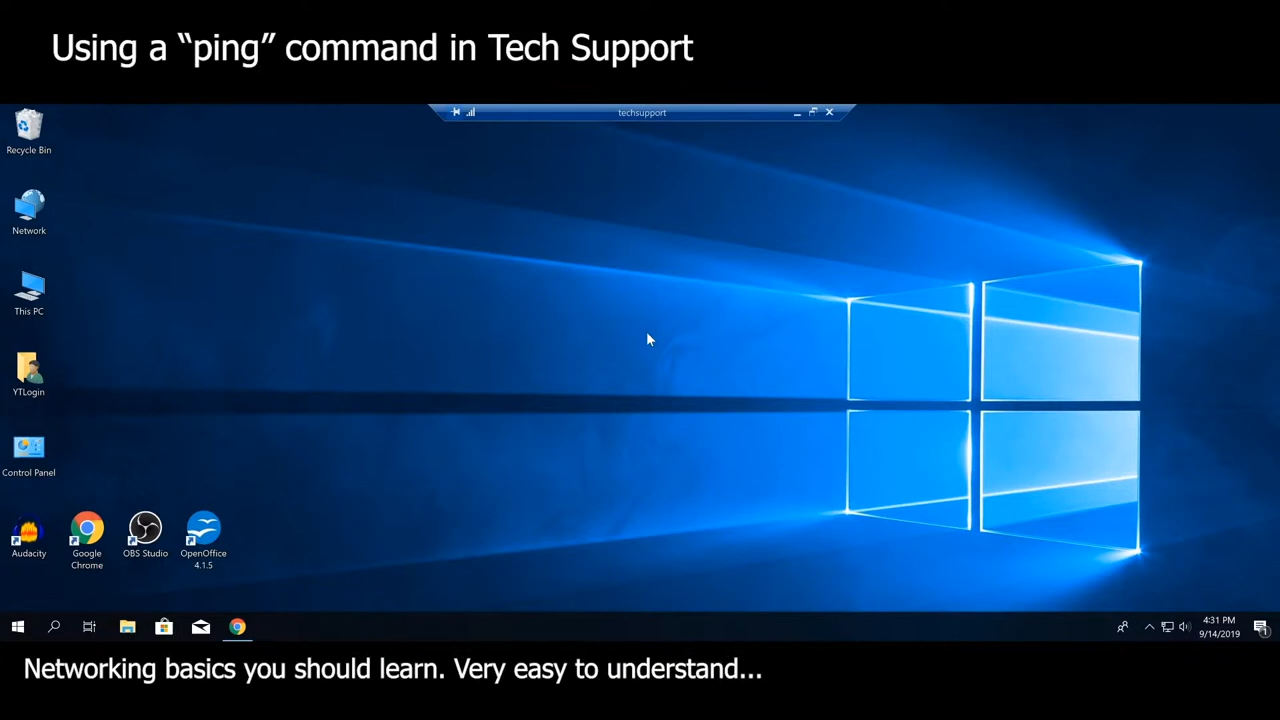 Using a “ping” command in Tech Support
techsupport
Recycle Bin
Network
This PC
YTLogin
Control Panel
Audacity
Google
Chrome
OBS Studio
OpenOffice
4.1.5
4:31 PM
9/14/2019
1
Networking basics you should learn. Very easy to understand...